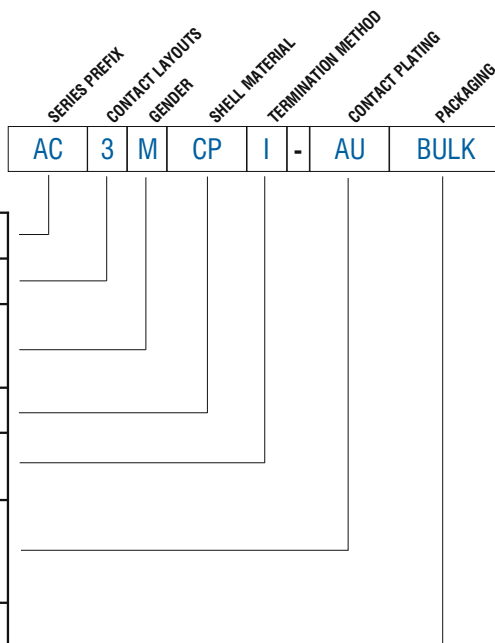 SERIES PREFIX
CONTACT LAYOUTS
GENDER
SHELL MATERIAL
TERMINATION METHOD
CONTACT PLATING
PACKAGING
AC 3 M CP I - AU BULK